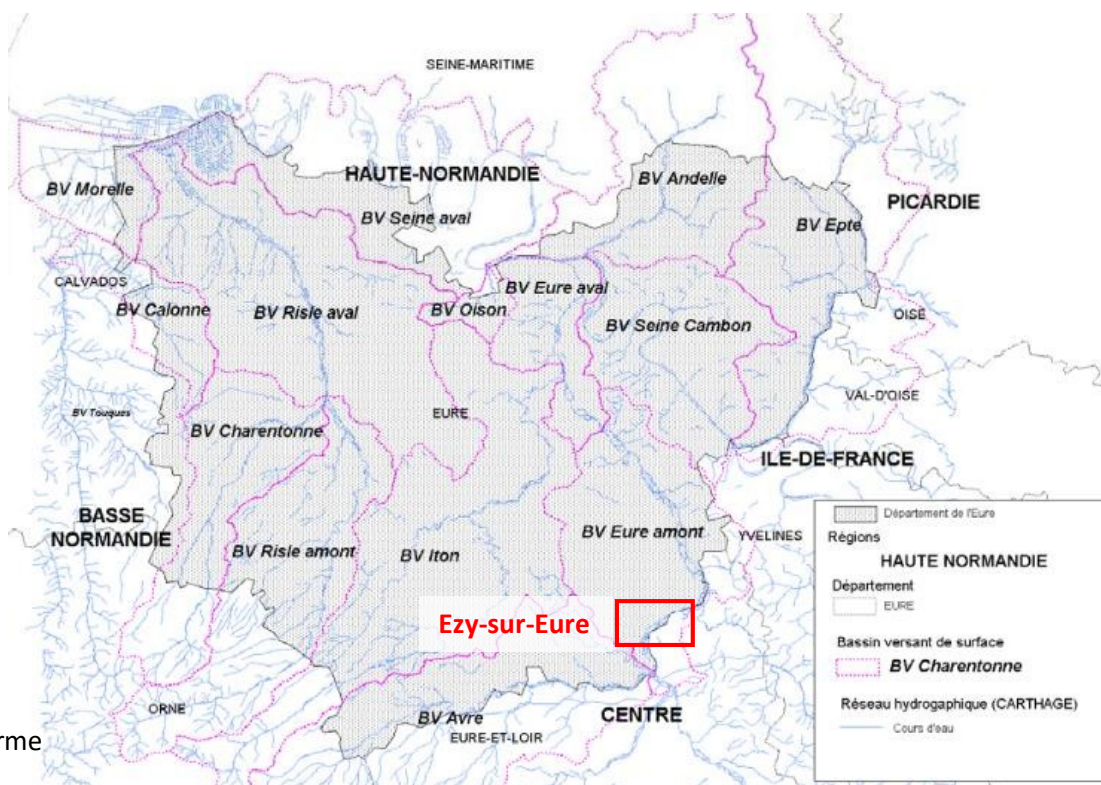 SEINE-MARITIME
HAUTE-NORMANDIE
BV Morelle
BV Andelle
PICARDIE
BV Seine aval
BV Epte
CALVADOS
BV Calonne
BV Risle aval
BV Oison
BV Eure aval
BV Seine Cambon
OISE
BV Touques
EURE
VAL-D'OISE
BV Charentonne
ILE-DE-FRANCE
BASSE
NORMANDIE
BV Risle amont
BV Iton
BV Eure amont
YVELINES
Ezy-sur-Eure
ORNE
BV Avre
CENTRE
EURE-ET-LOIR
rme
Département de l'Eure
Régions
HAUTE NORMANDIE
Département
EURE
Bassin versant de surface
BV Charentonne
Réseau hydrogaphique (CARTHAGE)
Cours d'eau